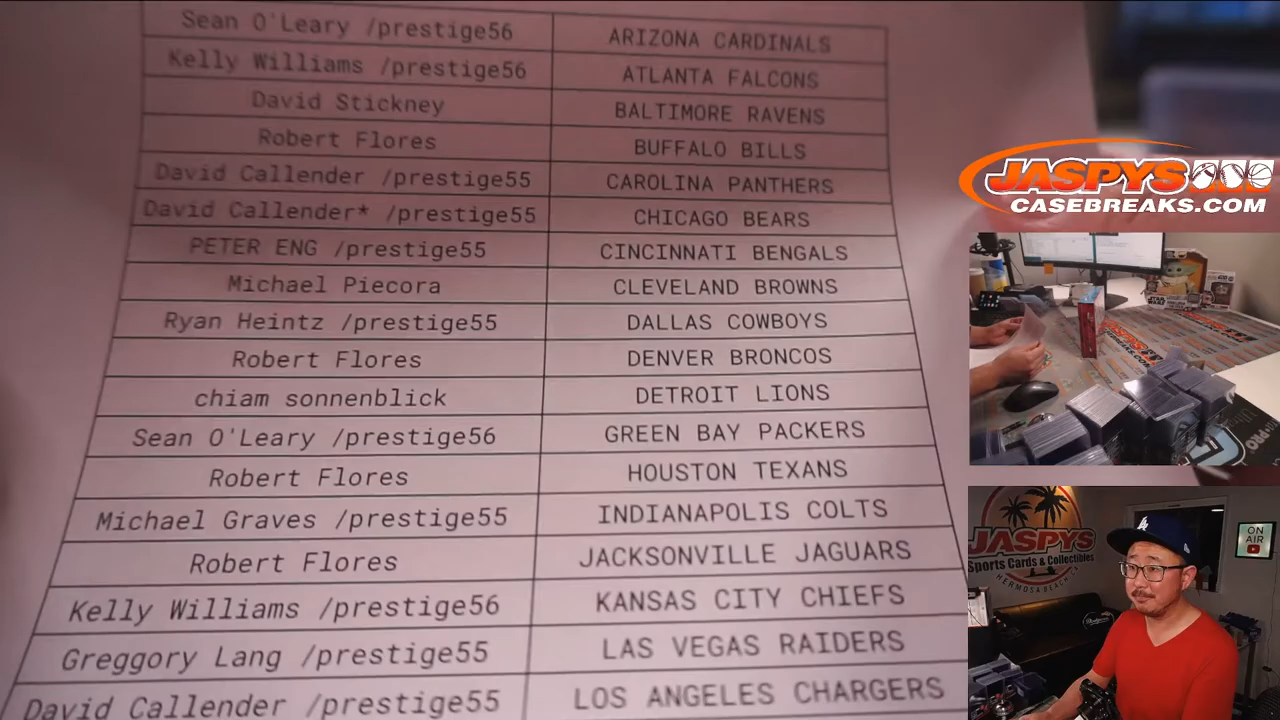 Sean O'Leary /prestige56 ARIZONA CARDINALS
Kelly Williams /prestige56 ATLANTA FALCONS
David Stickney BALTIMORE RAVENS
Robert Flores BUFFALO BILLS
David Callender /prestige55 CAROLINA PANTHERS
David Callender* /prestige55 CHICAGO BEARS
PETER ENG /prestige55 CINCINNATI BENGALS
Michael Piecora CLEVELAND BROWNS
Ryan Heintz /prestige55 DALLAS COWBOYS
Robert Flores DENVER BRONCOS
chiam sonnenblick DETROIT LIONS
Sean O'Leary /prestige56 GREEN BAY PACKERS
Robert Flores HOUSTON TEXANS
Michael Graves /prestige55 INDIANAPOLIS COLTS
Robert Flores JACKSONVILLE JAGUARS
Kelly Williams /prestige56 KANSAS CITY CHIEFS
Greggory Lang /prestige55 LAS VEGAS RAIDERS
David Callender /prestige55 LOS ANGELES CHARGERS
JASPYS
CASEBREAKS.COM
STAR WARS
JASPYS
Sports Cards & Collectibles
HERMOSA BEACH
LA
ON AIR